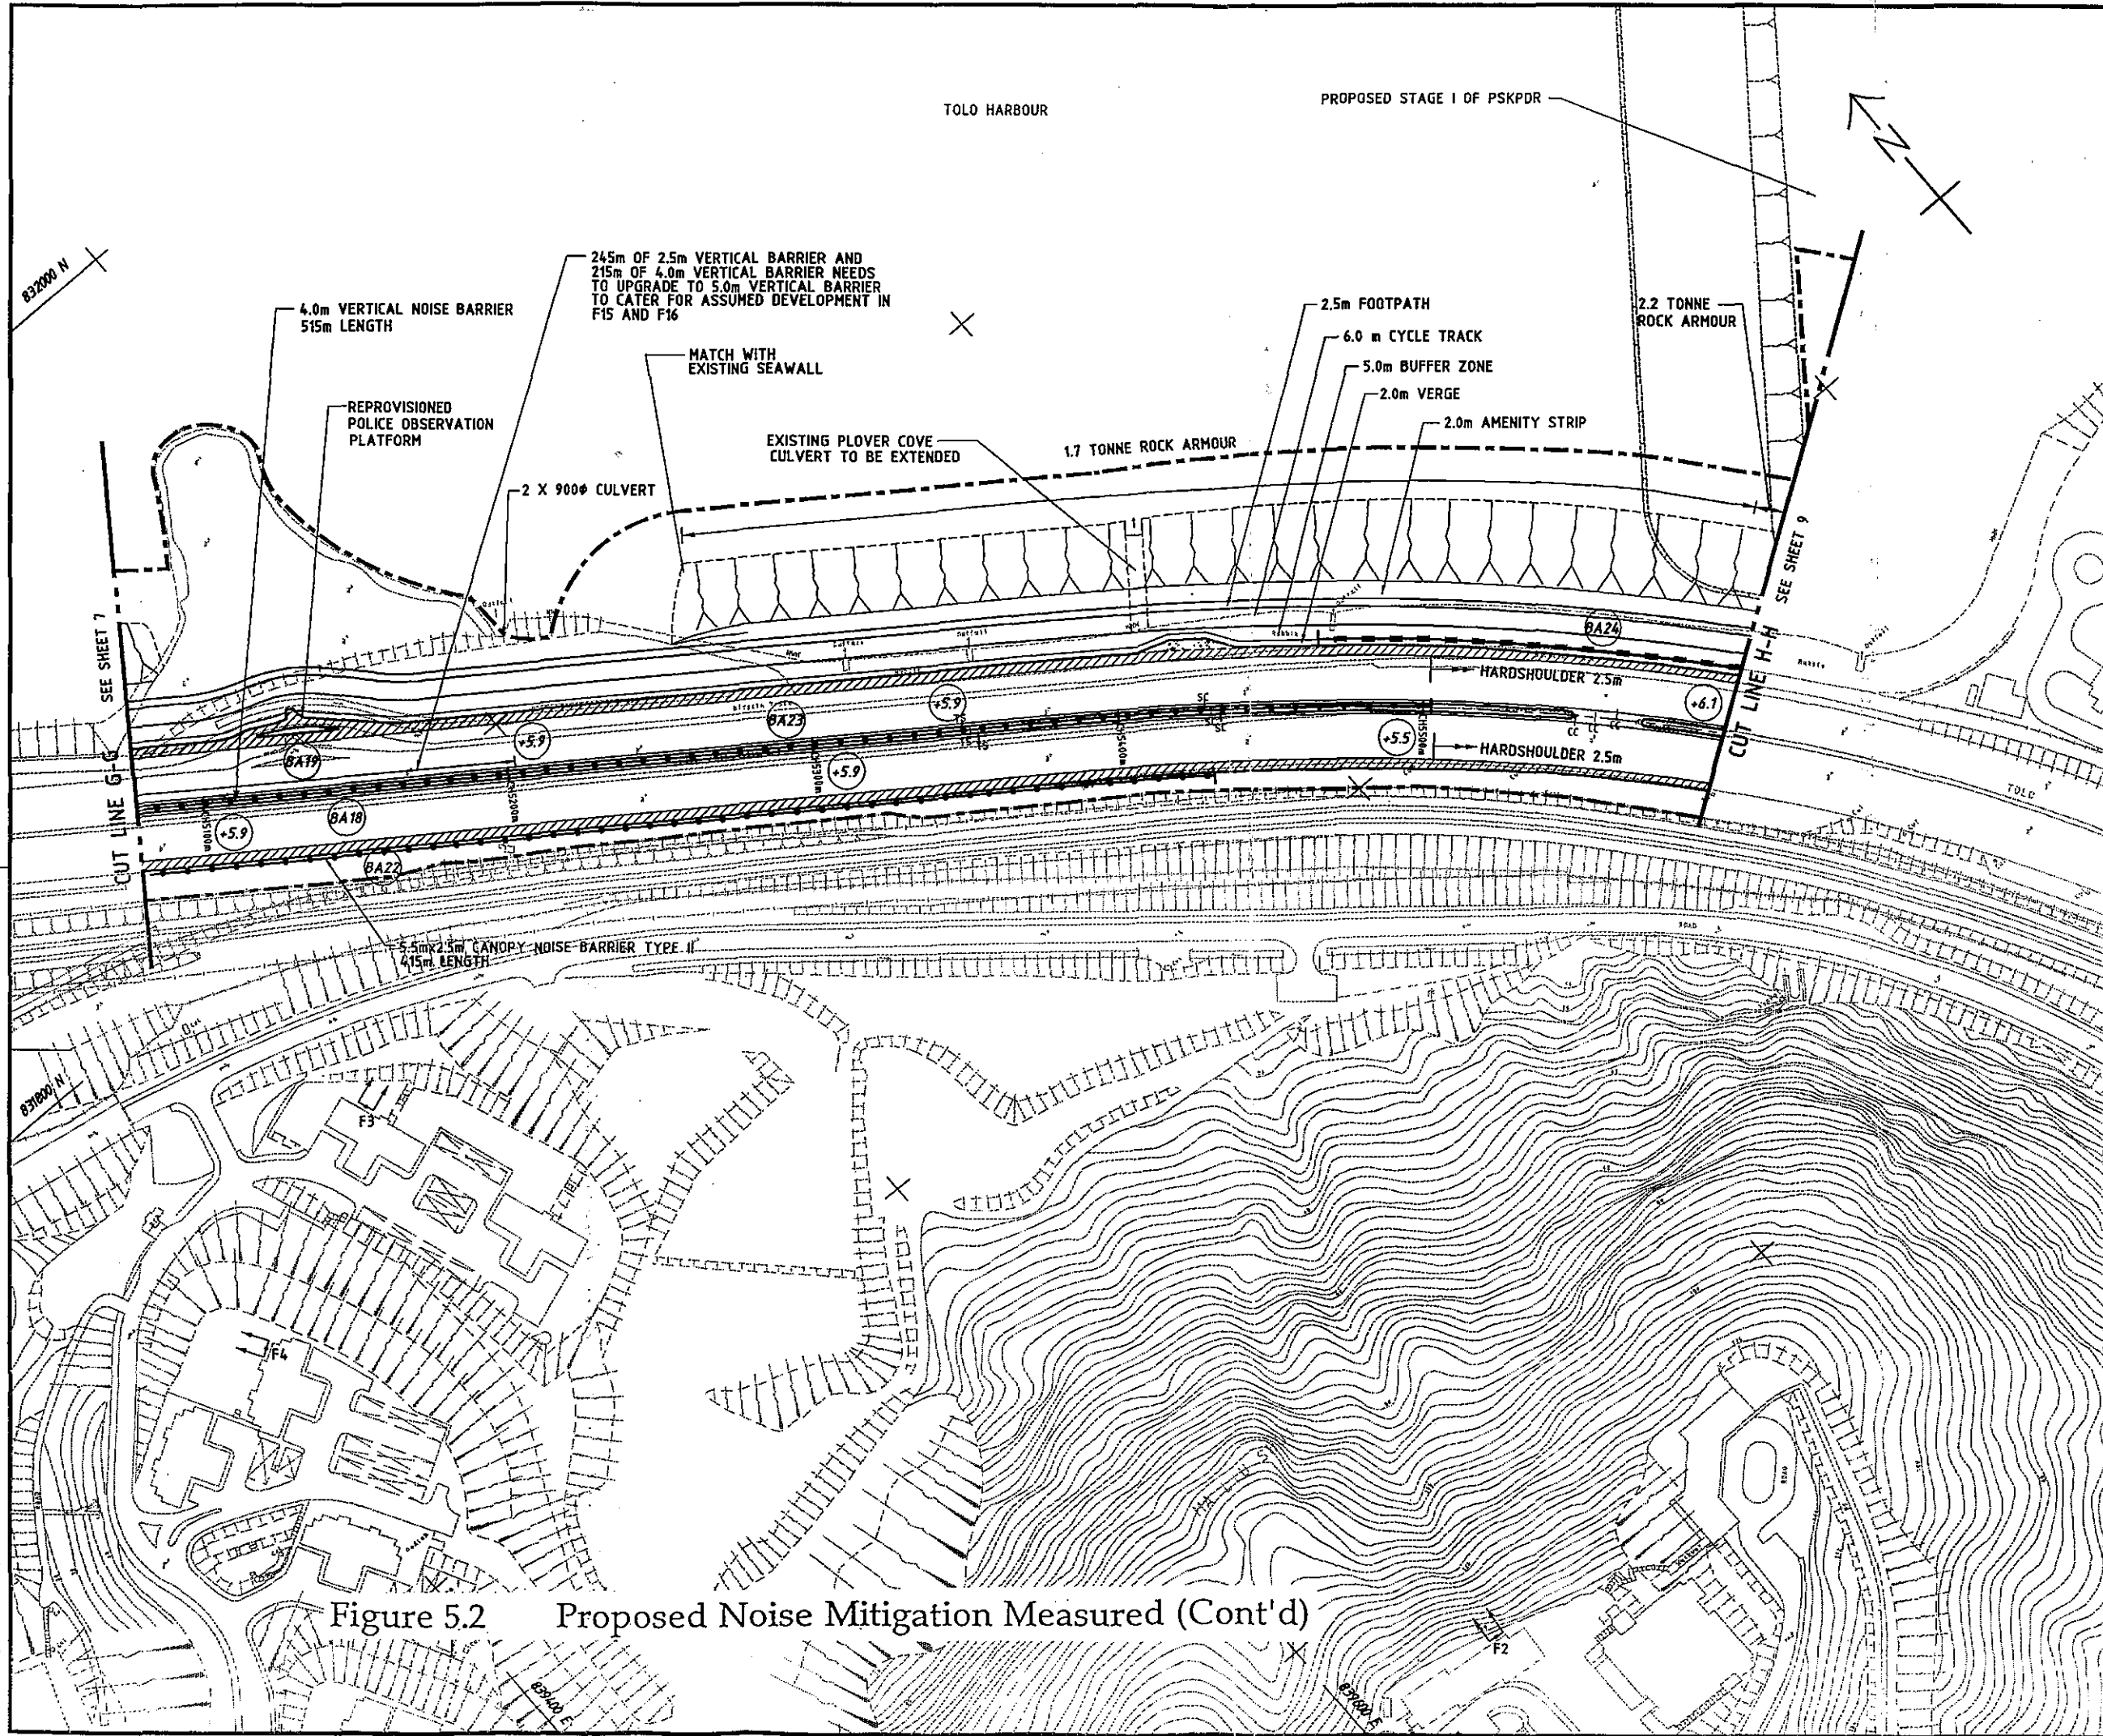 TOLO HARBOUR
PROPOSED STAGE I OF PSKPDR
N
832000 N
245m OF 2.5m VERTICAL BARRIER AND
215m OF 4.0m VERTICAL BARRIER NEEDS
TO UPGRADE TO 5.0m VERTICAL BARRIER
TO CATER FOR ASSUMED DEVELOPMENT IN
F15 AND F16
4.0m VERTICAL NOISE BARRIER
515m LENGTH
2.5m FOOTPATH
2.2 TONNE
ROCK ARMOUR
6.0 m CYCLE TRACK
MATCH WITH
EXISTING SEAWALL
5.0m BUFFER ZONE
2.0m VERGE
REPROVISIONED
POLICE OBSERVATION
PLATFORM
2.0m AMENITY STRIP
EXISTING PLOVER COVE
CULVERT TO BE EXTENDED
1.7 TONNE ROCK ARMOUR
2 X 900ϕ CULVERT
SEE SHEET 9
SEE SHEET 7
BA24
HARDSHOULDER 2.5m
+6.1
CUT LINE H-H
+5.9
SC
BA23
+5.9
BA19
+5.5
HARDSHOULDER 2.5m
+5.9
CUT LINE G-G
BA18
+5.9
TOLO
BA22
5.5mx2.5m CANOPY NOISE BARRIER TYPE II
415m LENGTH
ROAD
831800 N
F3
F4
Figure 5.2 Proposed Noise Mitigation Measured (Cont'd)
F2
839400 E
839600 E